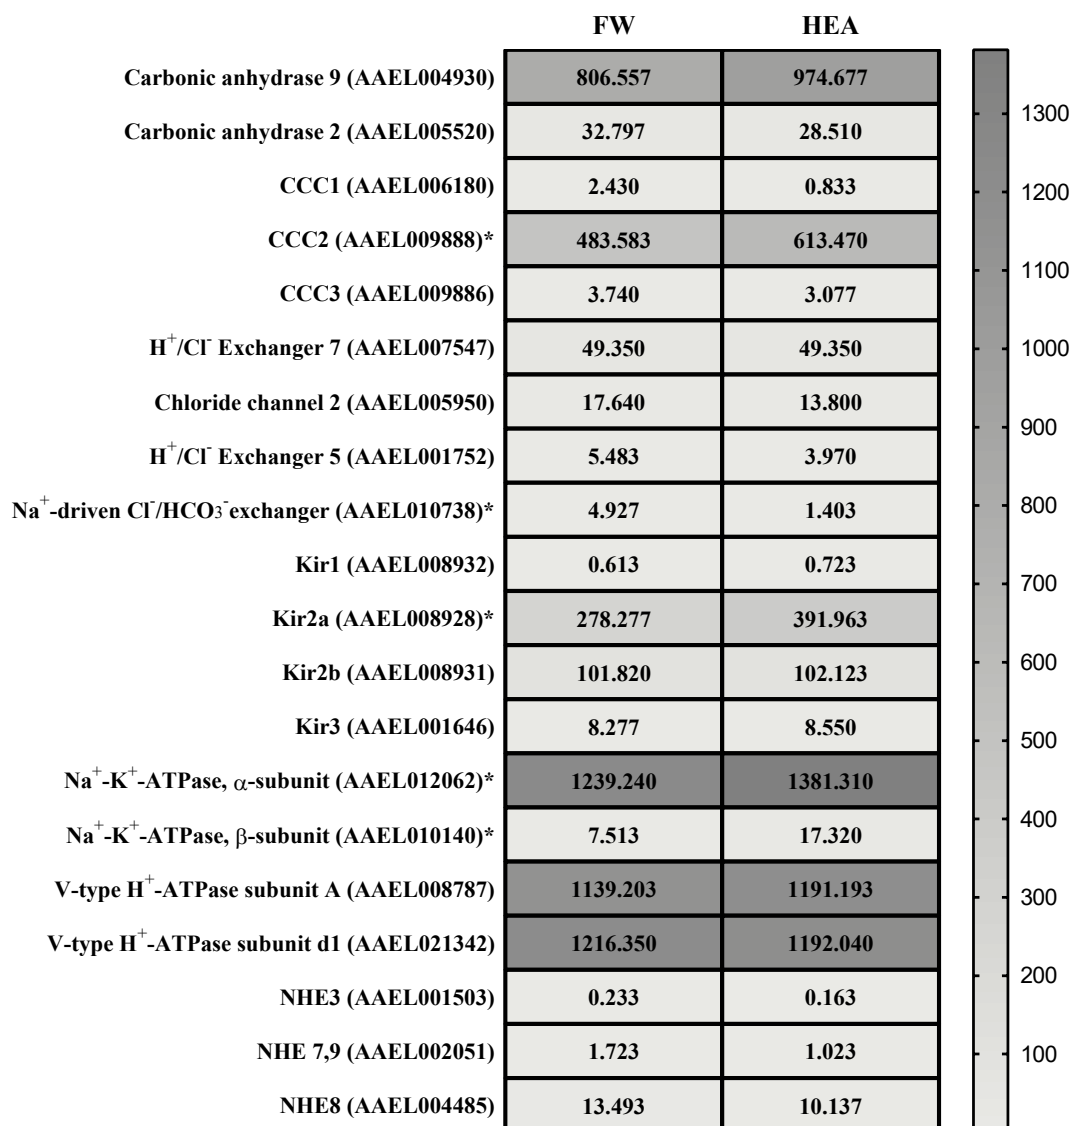 FW HEA
Carbonic anhydrase 9 (AAEL004930) 806.557 974.677
Carbonic anhydrase 2 (AAEL005520) 32.797 28.510
CCC1 (AAEL006180) 2.430 0.833
CCC2 (AAEL009888)* 483.583 613.470
CCC3 (AAEL009886) 3.740 3.077
H⁺/Cl⁻ Exchanger 7 (AAEL007547) 49.350 49.350
Chloride channel 2 (AAEL005950) 17.640 13.800
H⁺/Cl⁻ Exchanger 5 (AAEL001752) 5.483 3.970
Na⁺-driven Cl⁻/HCO₃⁻exchanger (AAEL010738)* 4.927 1.403
Kir1 (AAEL008932) 0.613 0.723
Kir2a (AAEL008928)* 278.277 391.963
Kir2b (AAEL008931) 101.820 102.123
Kir3 (AAEL001646) 8.277 8.550
Na⁺-K⁺-ATPase, α-subunit (AAEL012062)* 1239.240 1381.310
Na⁺-K⁺-ATPase, β-subunit (AAEL010140)* 7.513 17.320
V-type H⁺-ATPase subunit A (AAEL008787) 1139.203 1191.193
V-type H⁺-ATPase subunit d1 (AAEL021342) 1216.350 1192.040
NHE3 (AAEL001503) 0.233 0.163
NHE 7,9 (AAEL002051) 1.723 1.023
NHE8 (AAEL004485) 13.493 10.137
1300
1200
1100
1000
900
800
700
600
500
400
300
200
100